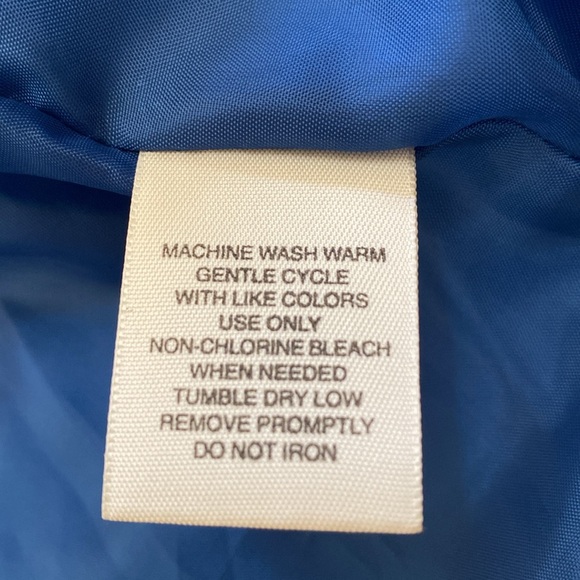 MACHINE WASH WARM
GENTLE CYCLE
WITH LIKE COLORS
USE ONLY
NON-CHLORINE BLEACH
WHEN NEEDED
TUMBLE DRY LOW
REMOVE PROMPTLY
DO NOT IRON